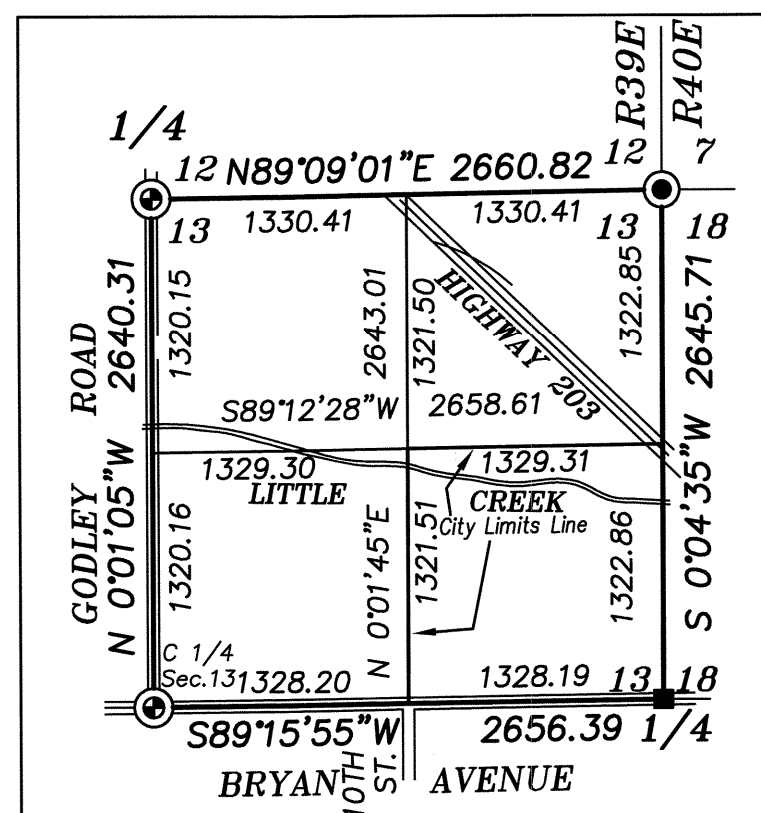 R39E
R40E
1/4
12
N89°09'01"E 2660.82
12
7
13
1330.41
1330.41
13
18
GODLEY ROAD
N 0°01'05"W 2640.31
1320.15
2643.01
1321.50
HIGHWAY 203
1322.85
S 0°04'35"W 2645.71
S89°12'28"W
2658.61
1329.30
1329.31
LITTLE
CREEK
City Limits Line
1320.16
N 0°01'45"E
1321.51
1322.86
C 1/4
Sec.13
1328.20
1328.19
13
18
S89°15'55"W
2656.39
1/4
BRYAN
10TH ST.
AVENUE